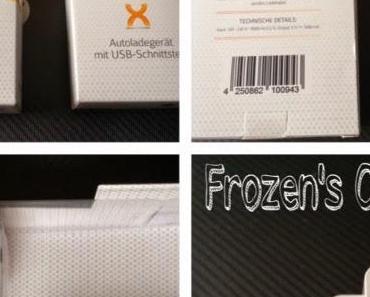 X
Autoladegerät
mit USB-Schnittste
TECHNISCHE DETAILS:
4 250862 100943
Frozen's